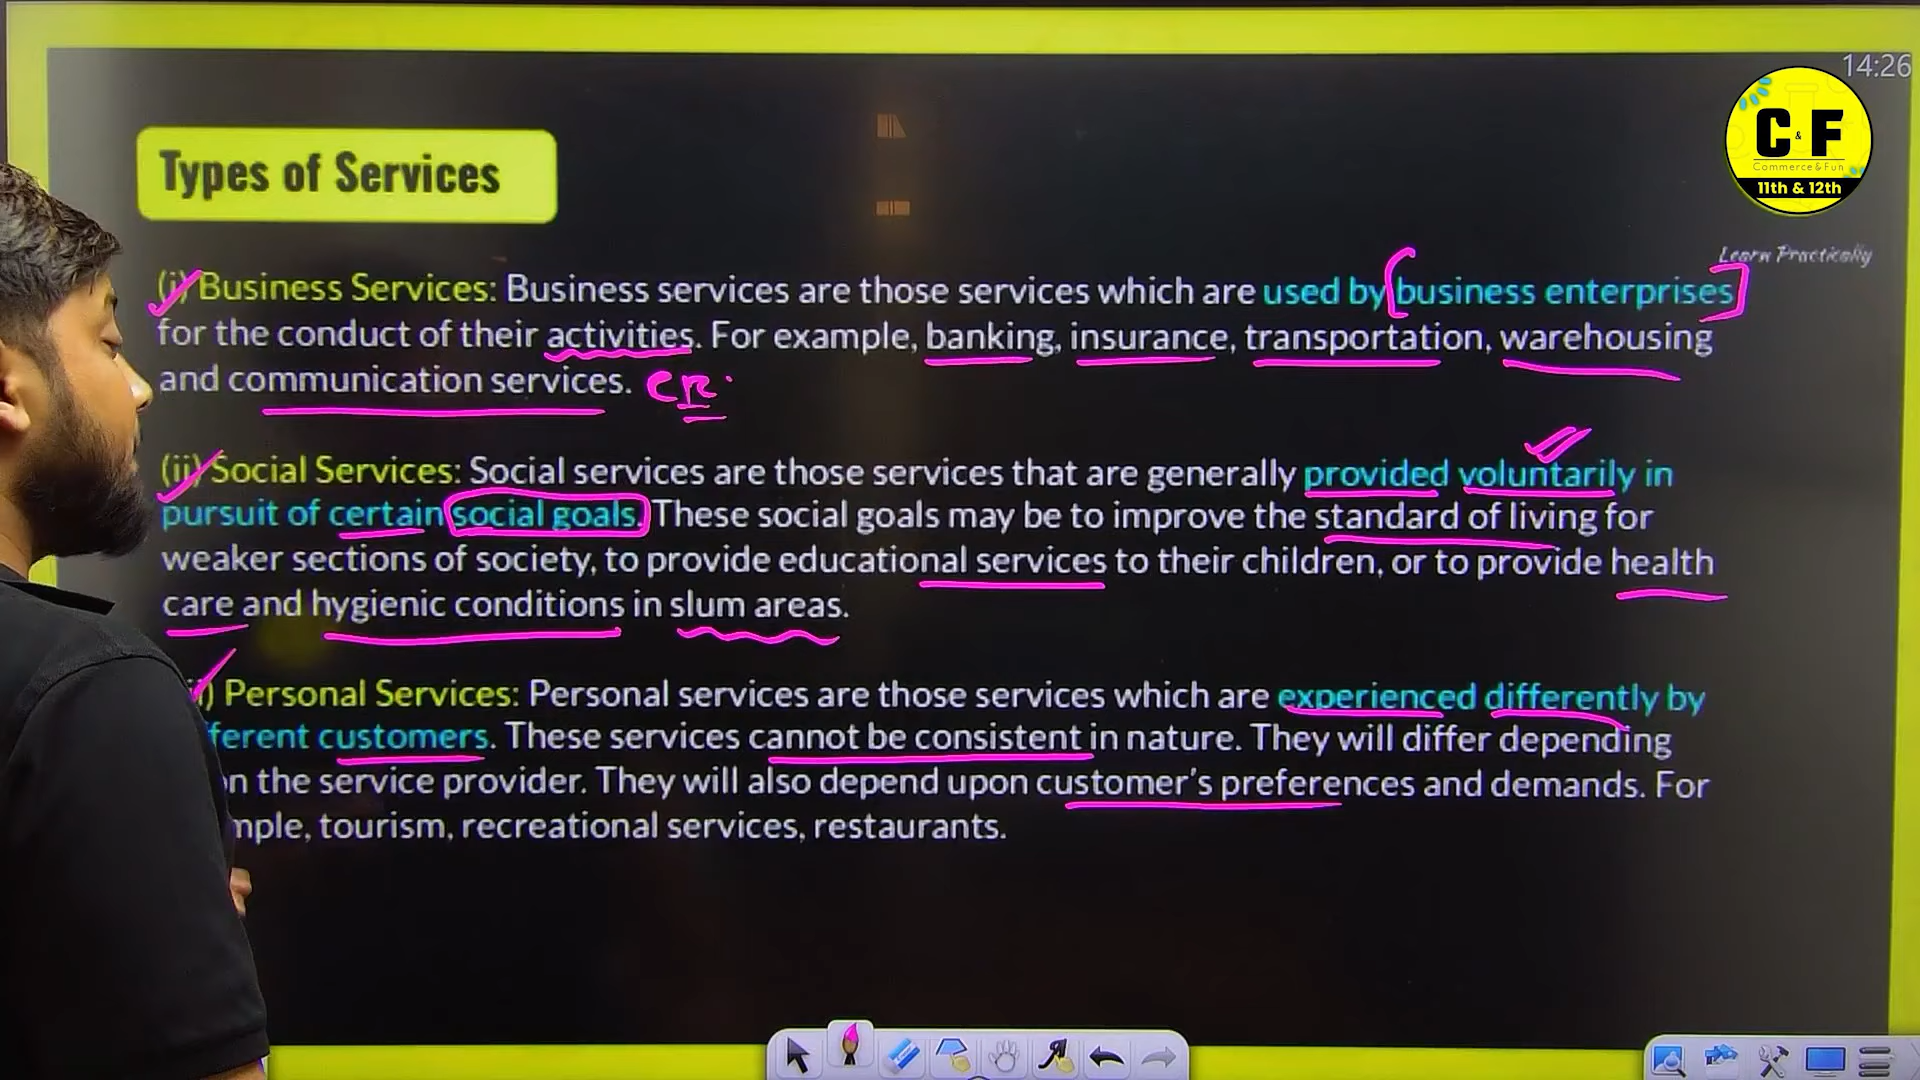 14:26
C & F
Commerce & Fun
11th & 12th
Learn Practically
Types of Services
(i) Business Services: Business services are those services which are used by business enterprises
for the conduct of their activities. For example, banking, insurance, transportation, warehousing
and communication services.
(ii) Social Services: Social services are those services that are generally provided voluntarily in
pursuit of certain social goals. These social goals may be to improve the standard of living for
weaker sections of society, to provide educational services to their children, or to provide health
care and hygienic conditions in slum areas.
Personal Services: Personal services are those services which are experienced differently by
customers. These services cannot be consistent in nature. They will differ depending
the service provider. They will also depend upon customer's preferences and demands. For
tourism, recreational services, restaurants.